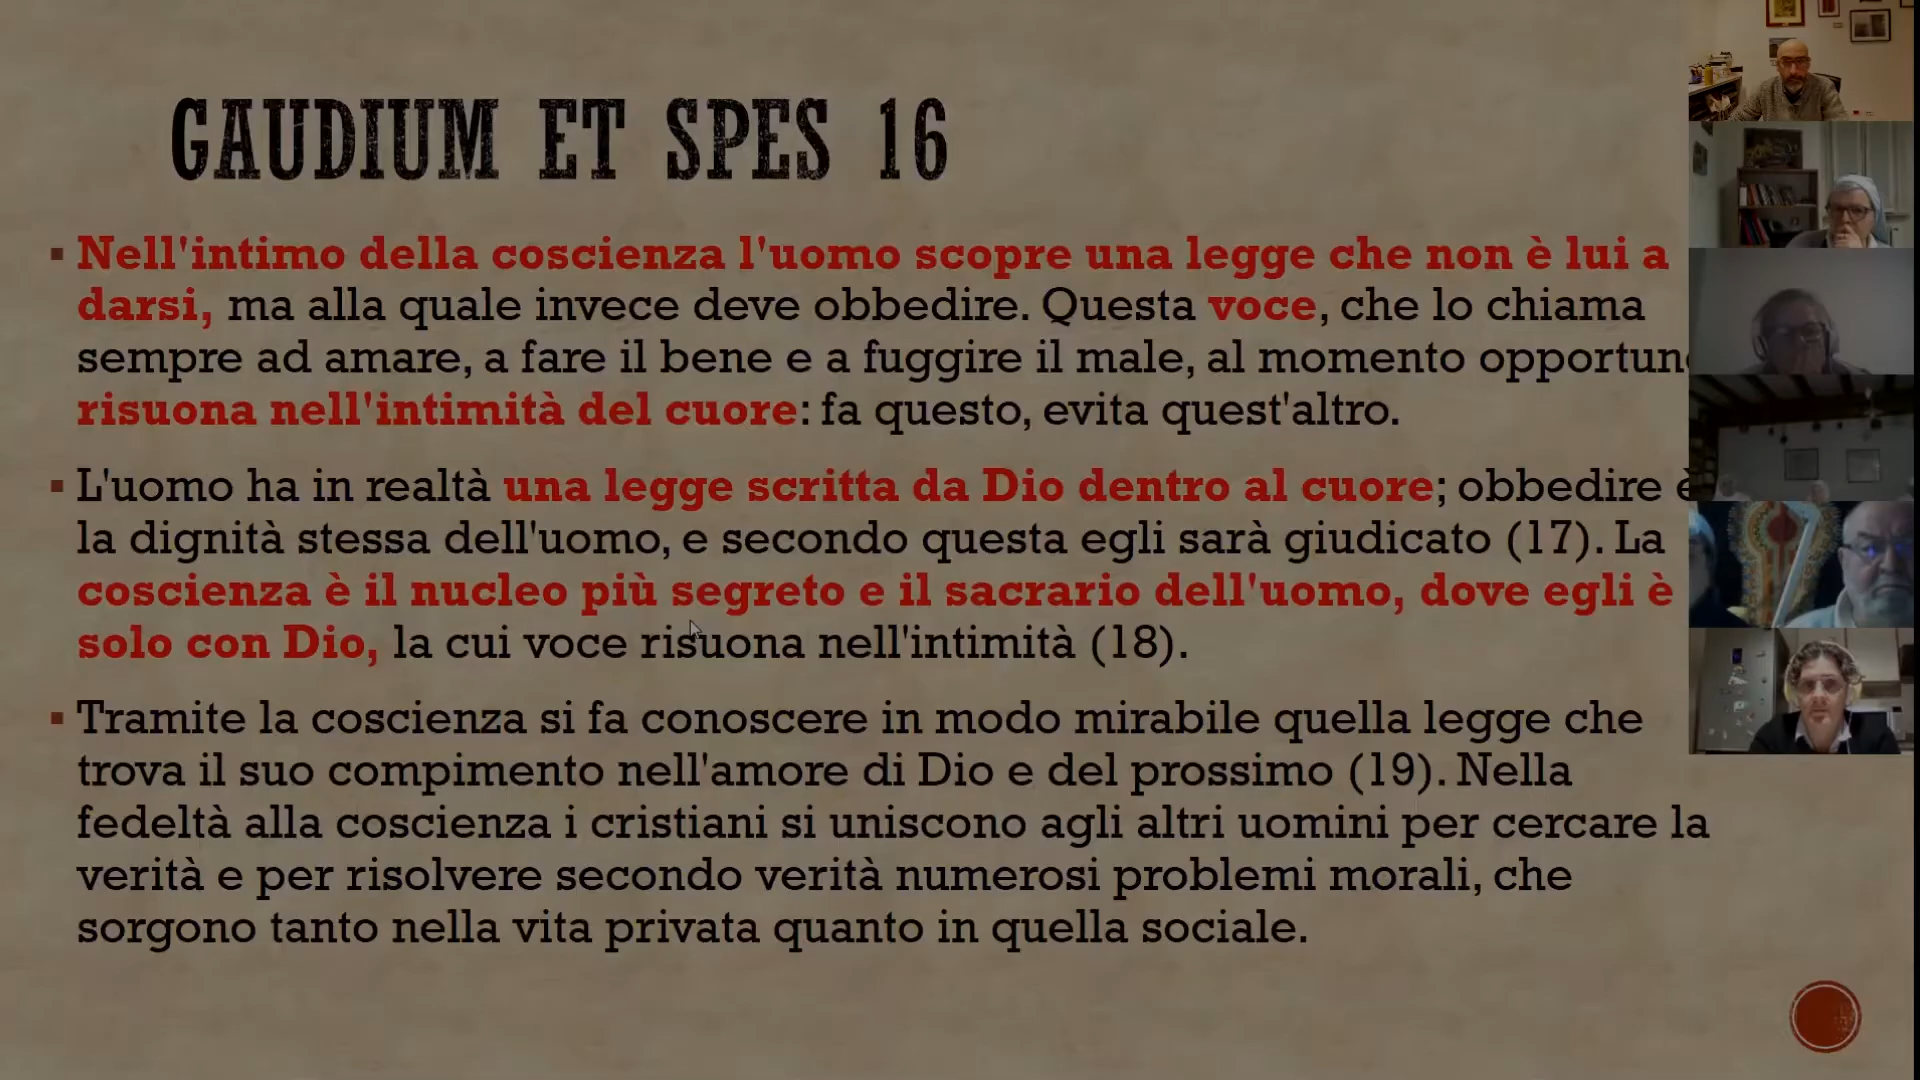 GAUDIUM ET SPES 16
Nell'intimo della coscienza l'uomo scopre una legge che non è lui a
darsi, ma alla quale invece deve obbedire. Questa voce, che lo chiama
sempre ad amare, a fare il bene e a fuggire il male, al momento opportuno
risuona nell'intimità del cuore: fa questo, evita quest'altro.
L'uomo ha in realtà una legge scritta da Dio dentro al cuore; obbedire è
la dignità stessa dell'uomo, e secondo questa egli sarà giudicato (17). La
coscienza è il nucleo più segreto e il sacrario dell'uomo, dove egli è
solo con Dio, la cui voce risuona nell'intimità (18).
Tramite la coscienza si fa conoscere in modo mirabile quella legge che
trova il suo compimento nell'amore di Dio e del prossimo (19). Nella
fedeltà alla coscienza i cristiani si uniscono agli altri uomini per cercare la
verità e per risolvere secondo verità numerosi problemi morali, che
sorgono tanto nella vita privata quanto in quella sociale.